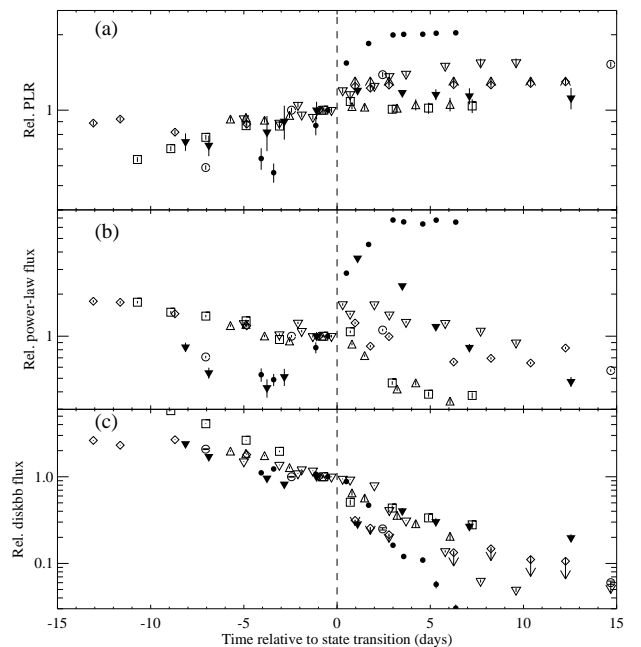 (a)
Rel. PLR
1
(b)
Rel. power-law flux
1
(c)
Rel. diskbb flux
1.0
0.1
-15 -10 -5 0 5 10 15
Time relative to state transition (days)